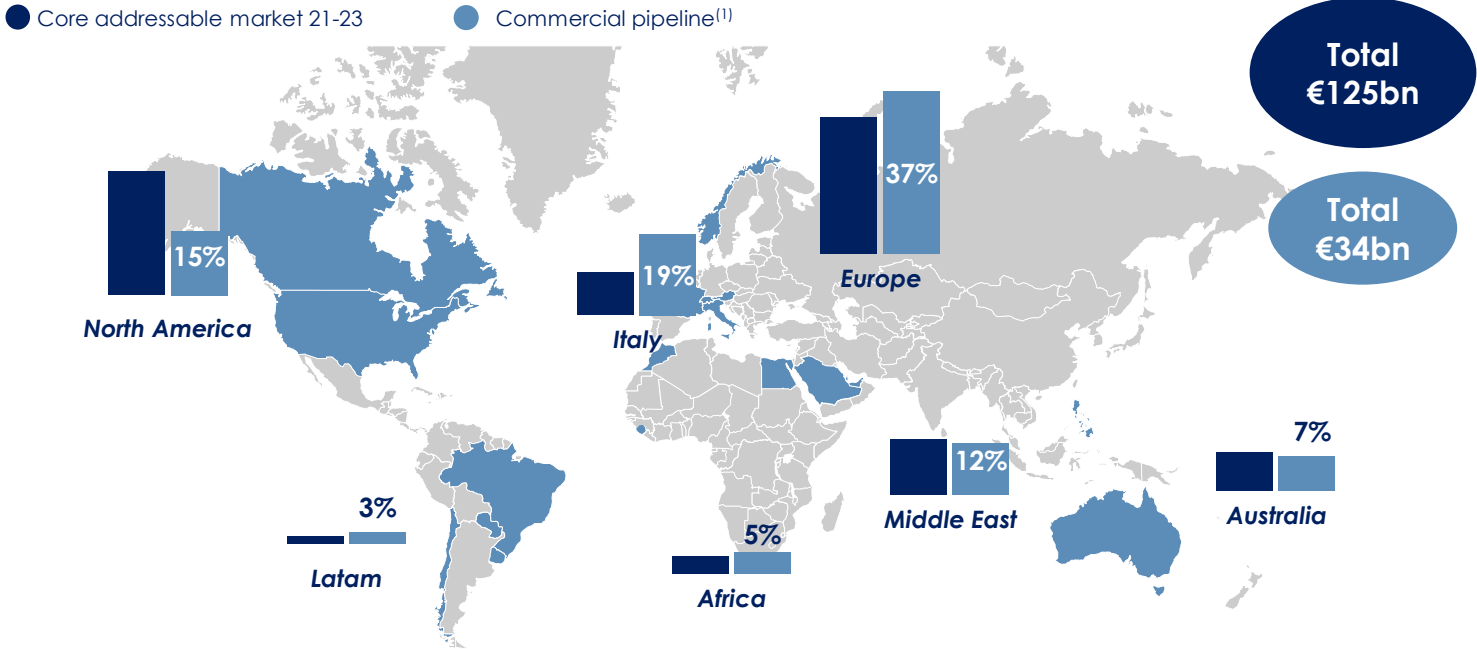 Core addressable market 21-23
Commercial pipeline(1)
Total
€125bn
Total
€34bn
37%
Europe
15%
North America
19%
Italy
12%
Middle East
7%
Australia
3%
Latam
5%
Africa